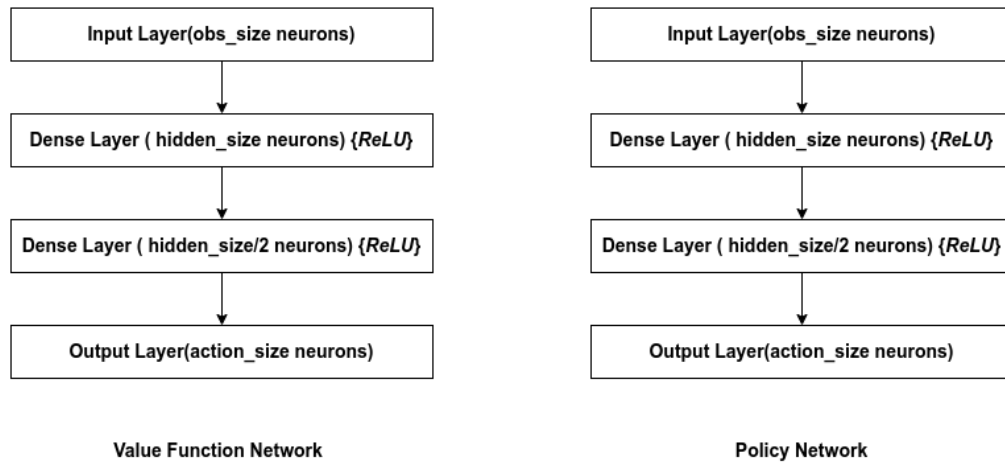 Input Layer(obs_size neurons)
Dense Layer ( hidden_size neurons) {ReLU}
Dense Layer ( hidden_size/2 neurons) {ReLU}
Output Layer(action_size neurons)
Value Function Network
Input Layer(obs_size neurons)
Dense Layer ( hidden_size neurons) {ReLU}
Dense Layer ( hidden_size/2 neurons) {ReLU}
Output Layer(action_size neurons)
Policy Network